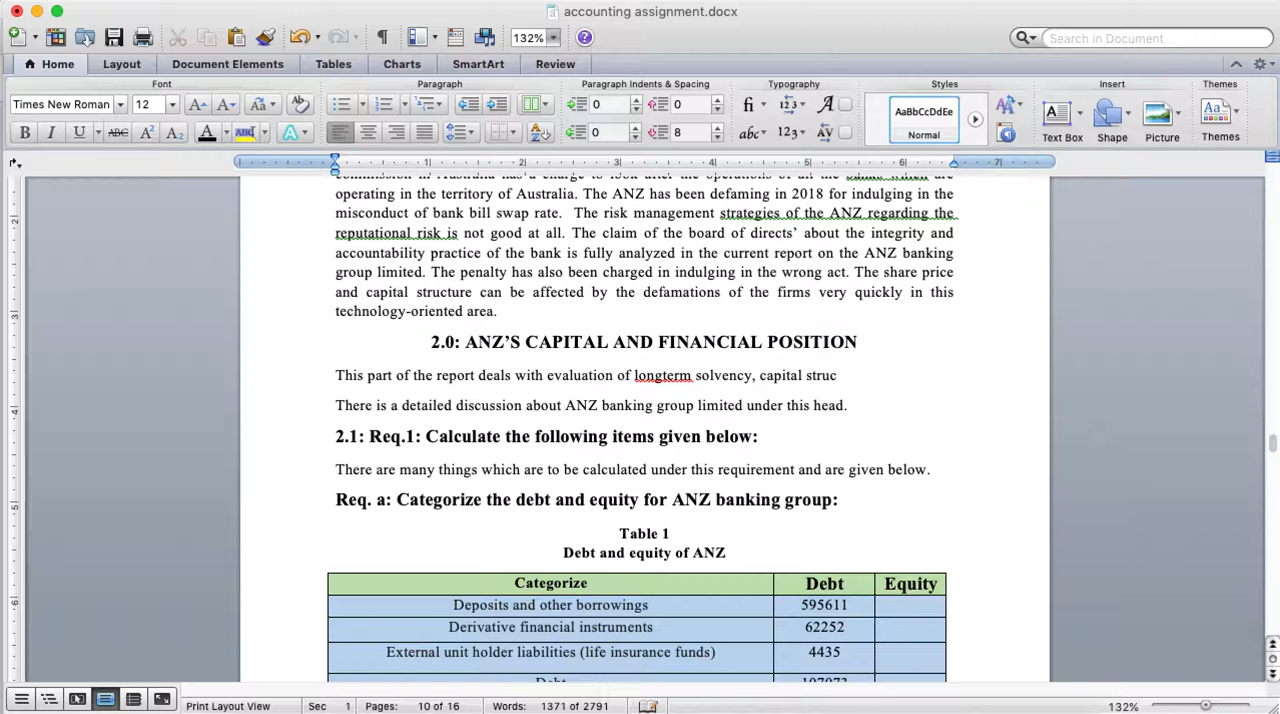 accounting assignment.docx
132%
Search in Document
Home
Layout
Document Elements
Tables
Charts
SmartArt
Review
Font
Paragraph
Paragraph Indents & Spacing
Typography
Styles
Insert
Themes
Times New Roman
12
0
0
0
8
AaBbCcDdEe
Normal
Text Box
Shape
Picture
Themes
operating in the territory of Australia. The ANZ has been defaming in 2018 for indulging in the
misconduct of bank bill swap rate. The risk management strategies of the ANZ regarding the
reputational risk is not good at all. The claim of the board of directs’ about the integrity and
accountability practice of the bank is fully analyzed in the current report on the ANZ banking
group limited. The penalty has also been charged in indulging in the wrong act. The share price
and capital structure can be affected by the defamations of the firms very quickly in this
technology-oriented area.
2.0: ANZ’S CAPITAL AND FINANCIAL POSITION
This part of the report deals with evaluation of longterm solvency, capital struc
There is a detailed discussion about ANZ banking group limited under this head.
2.1: Req.1: Calculate the following items given below:
There are many things which are to be calculated under this requirement and are given below.
Req. a: Categorize the debt and equity for ANZ banking group:
Table 1
Debt and equity of ANZ
Categorize Debt Equity
Deposits and other borrowings 595611
Derivative financial instruments 62252
External unit holder liabilities (life insurance funds) 4435
Print Layout View
Sec 1
Pages: 10 of 16
Words: 1371 of 2791
132%